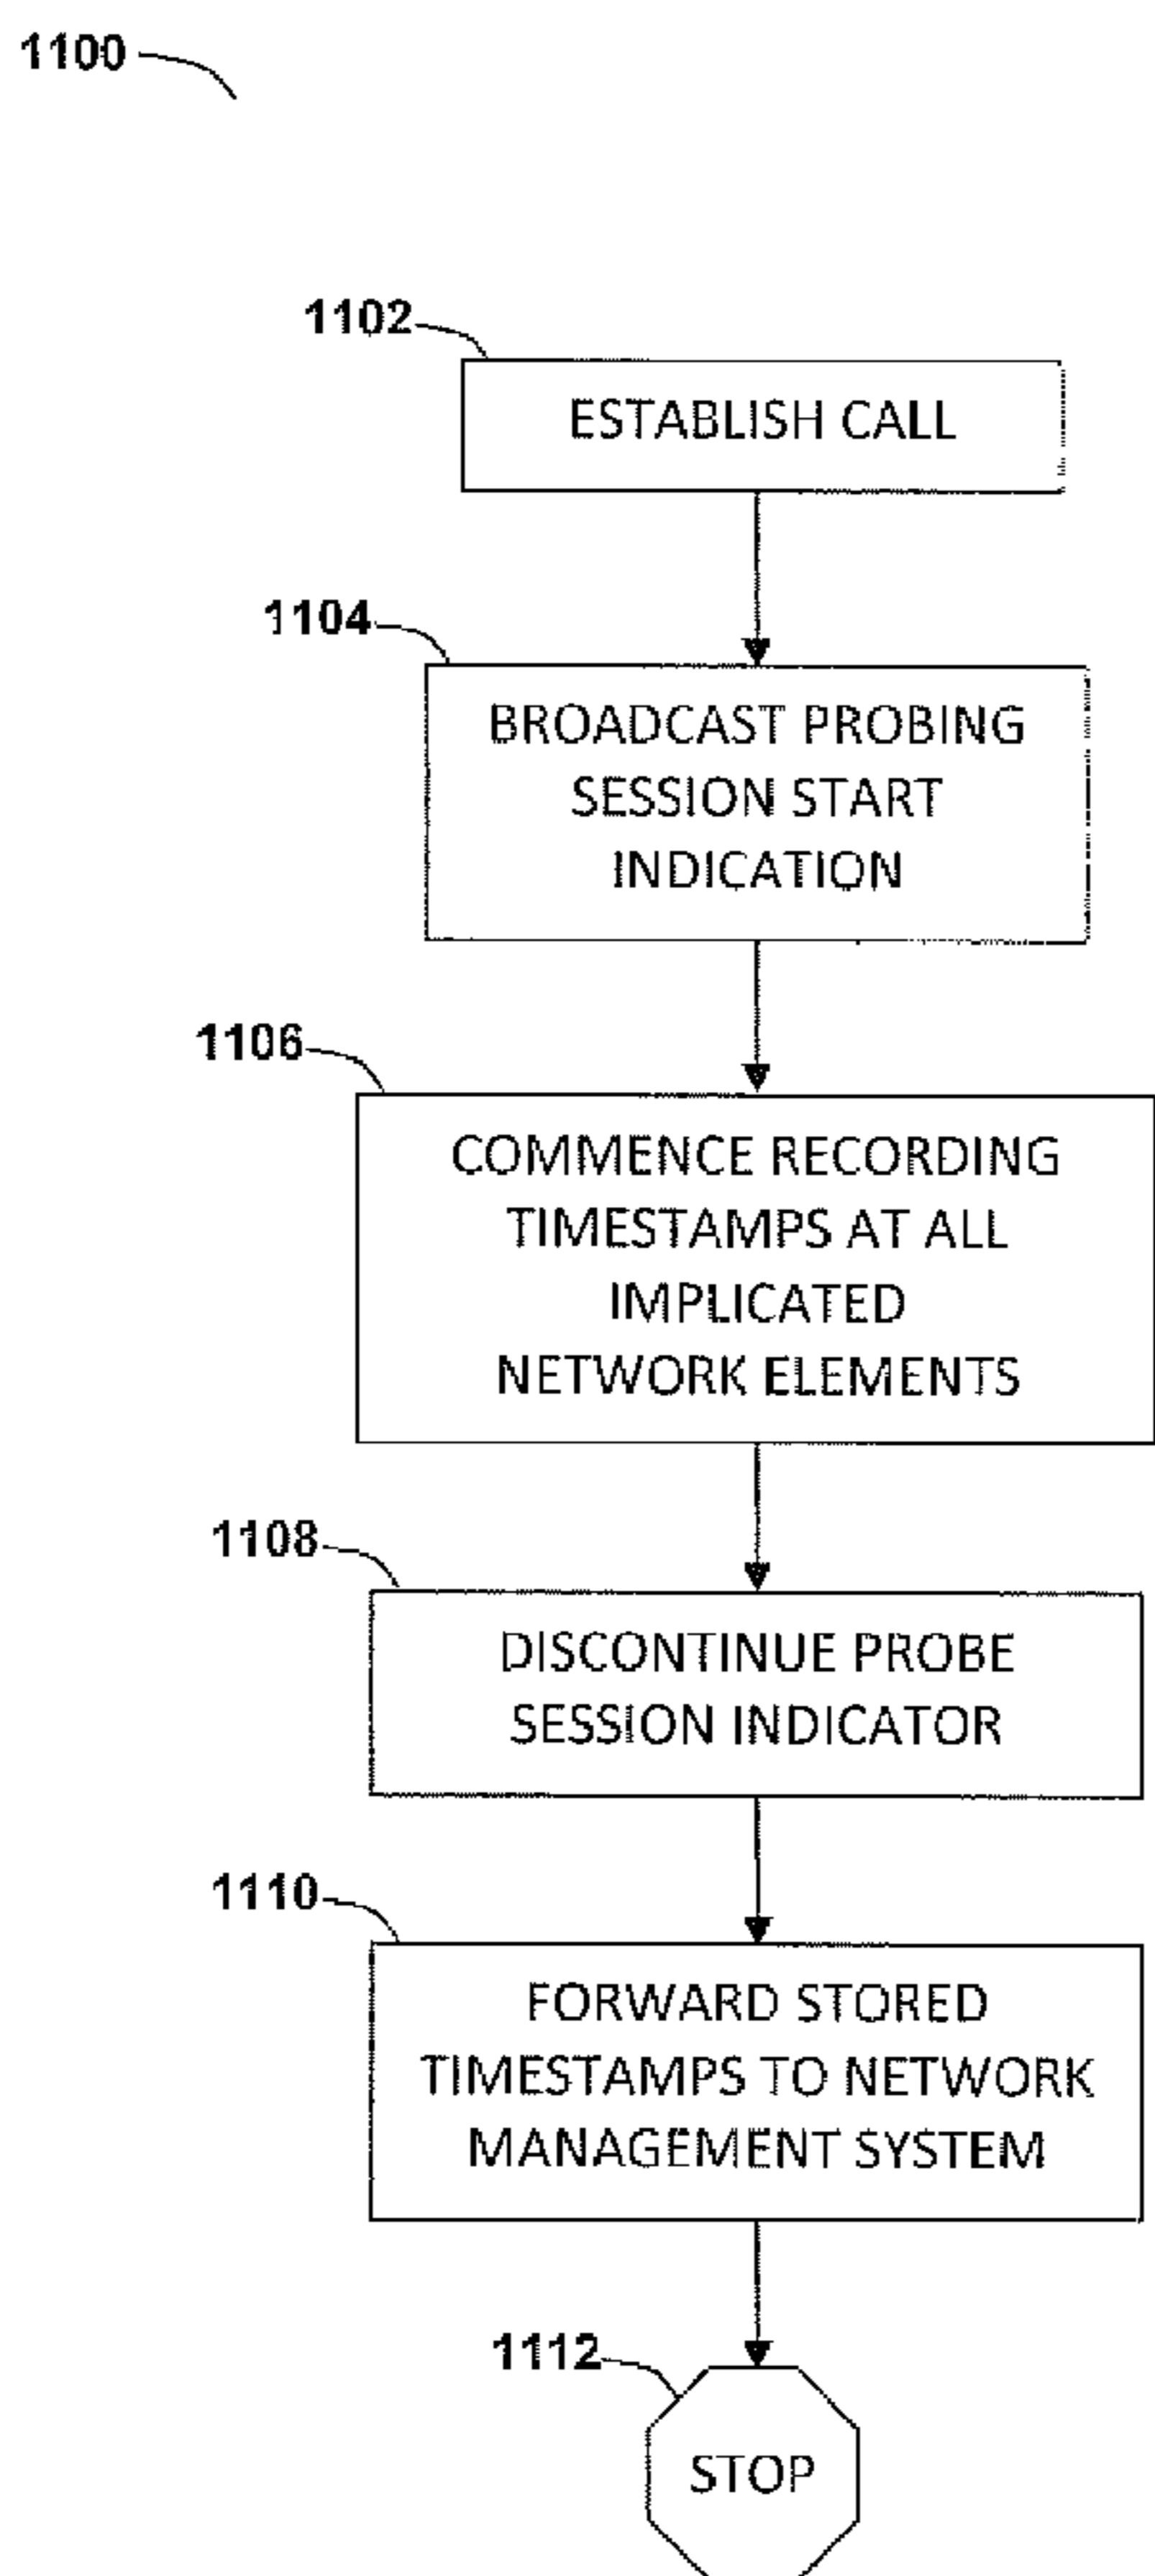 1100
1102
ESTABLISH CALL
1104
BROADCAST PROBING
SESSION START
INDICATION
1106
COMMENCE RECORDING
TIMESTAMPS AT ALL
IMPLICATED
NETWORK ELEMENTS
1108
DISCONTINUE PROBE
SESSION INDICATOR
1110
FORWARD STORED
TIMESTAMPS TO NETWORK
MANAGEMENT SYSTEM
1112
STOP